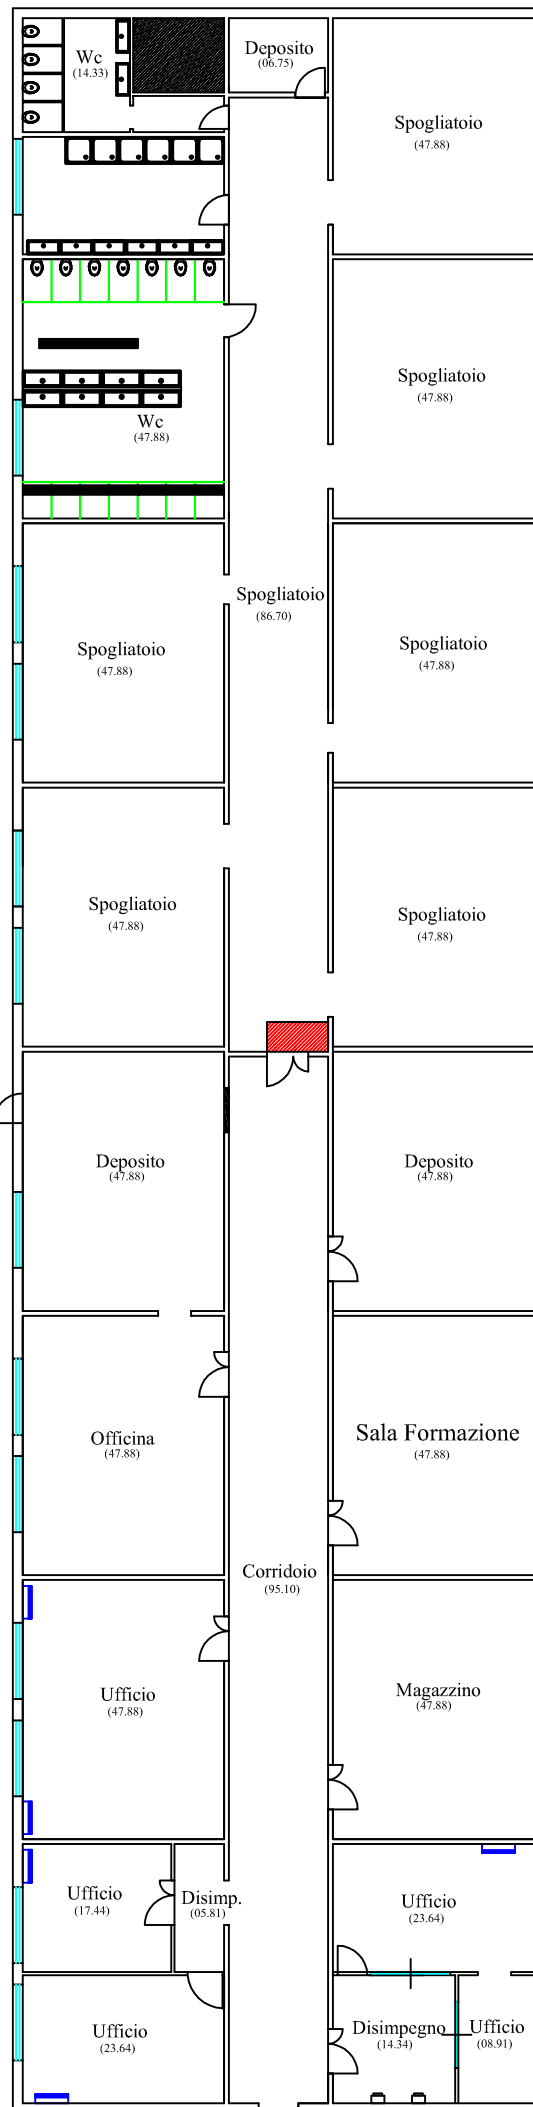 Wc
(14.33)
Deposito
(06.75)
Spogliatoio
(47.88)
Spogliatoio
(47.88)
Wc
(47.88)
Spogliatoio
(86.70)
Spogliatoio
(47.88)
Spogliatoio
(47.88)
Spogliatoio
(47.88)
Spogliatoio
(47.88)
Deposito
(47.88)
Deposito
(47.88)
Officina
(47.88)
Sala Formazione
(47.88)
Corridoio
(95.10)
Ufficio
(47.88)
Magazzino
(47.88)
Ufficio
(17.44)
Disimp.
(05.81)
Ufficio
(23.64)
Ufficio
(23.64)
Disimpegno
(14.34)
Ufficio
(08.91)